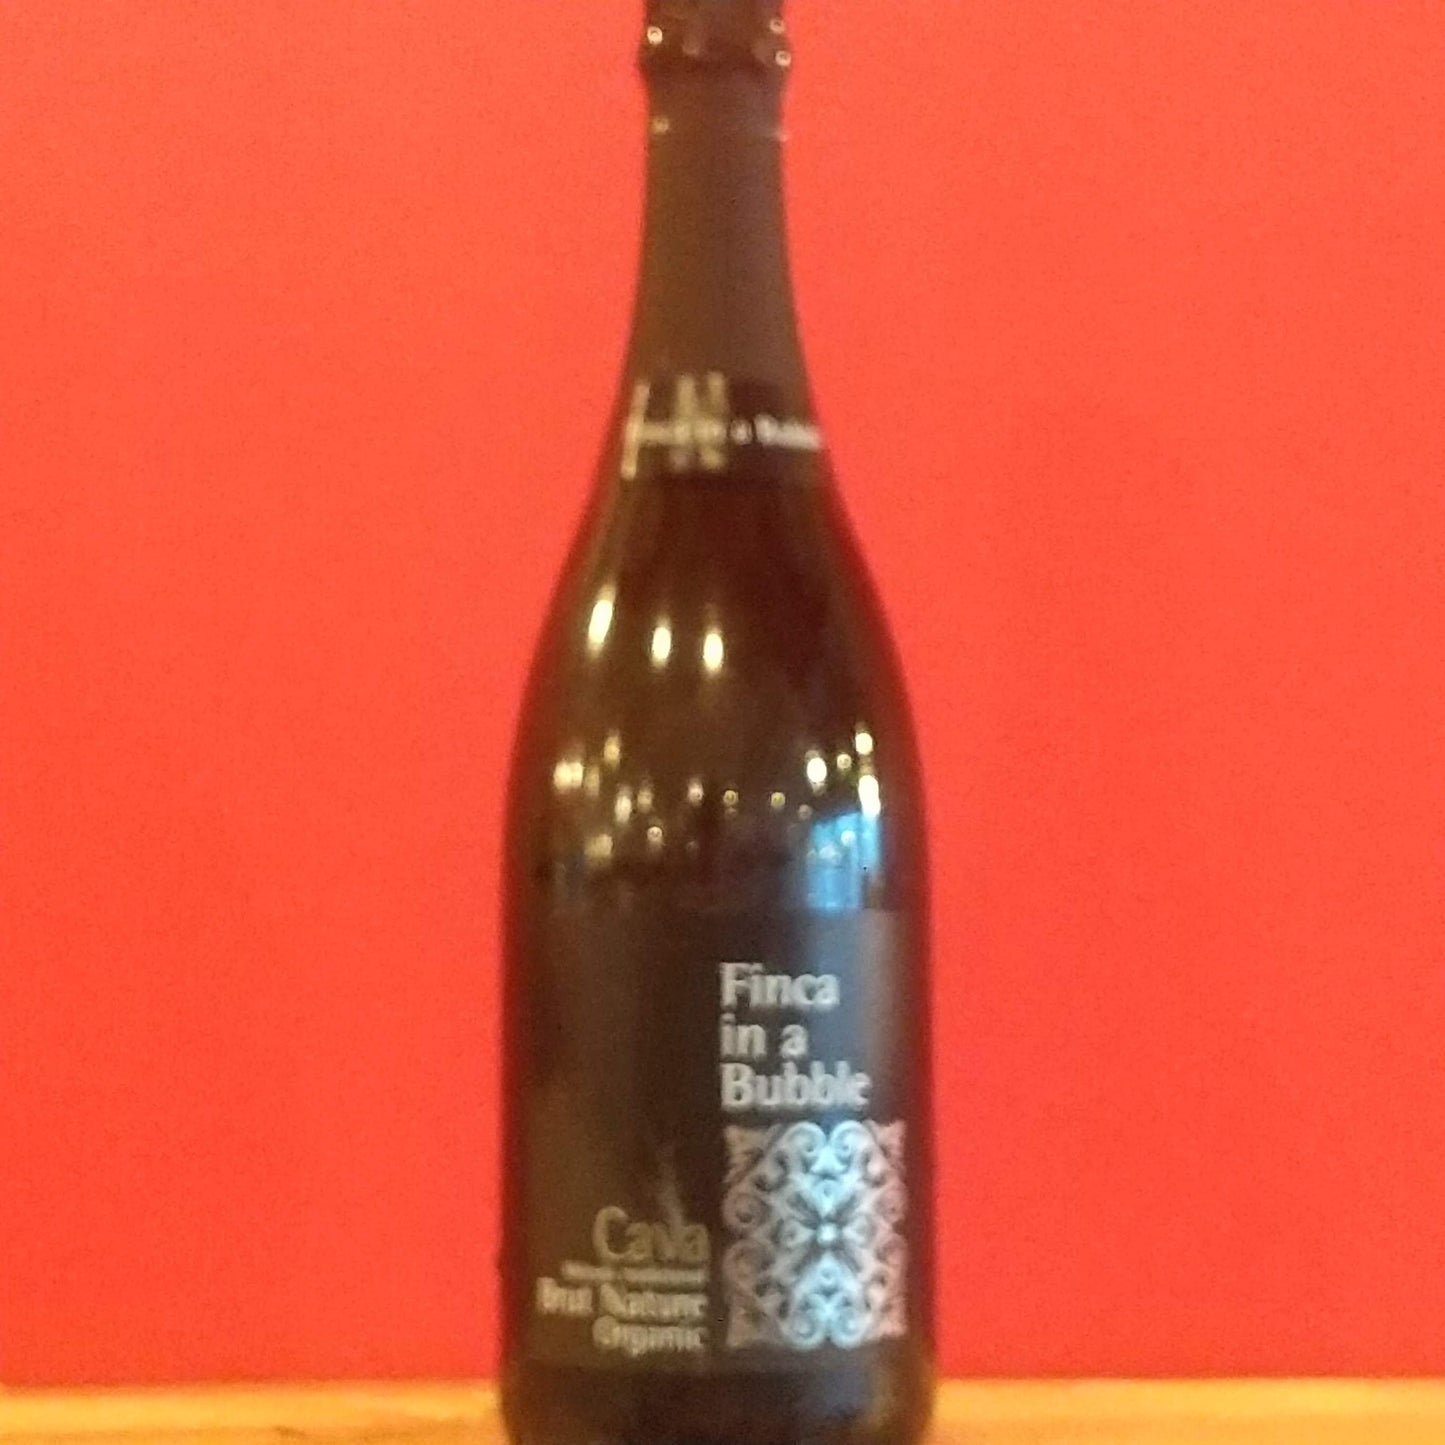 Finca
in a
Bubble
Cava
Brut Nature
Organic